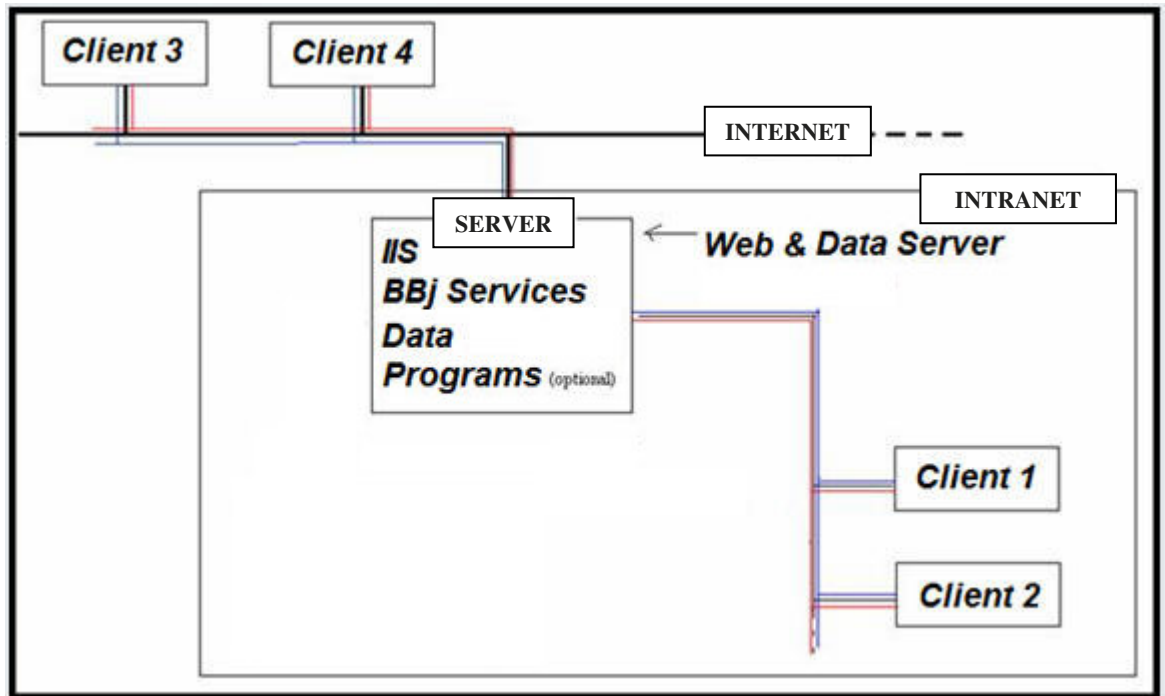 Client 3
Client 4
INTERNET
INTRANET
SERVER
Web & Data Server
IIS
BBj Services
Data
Programs (optional)
Client 1
Client 2